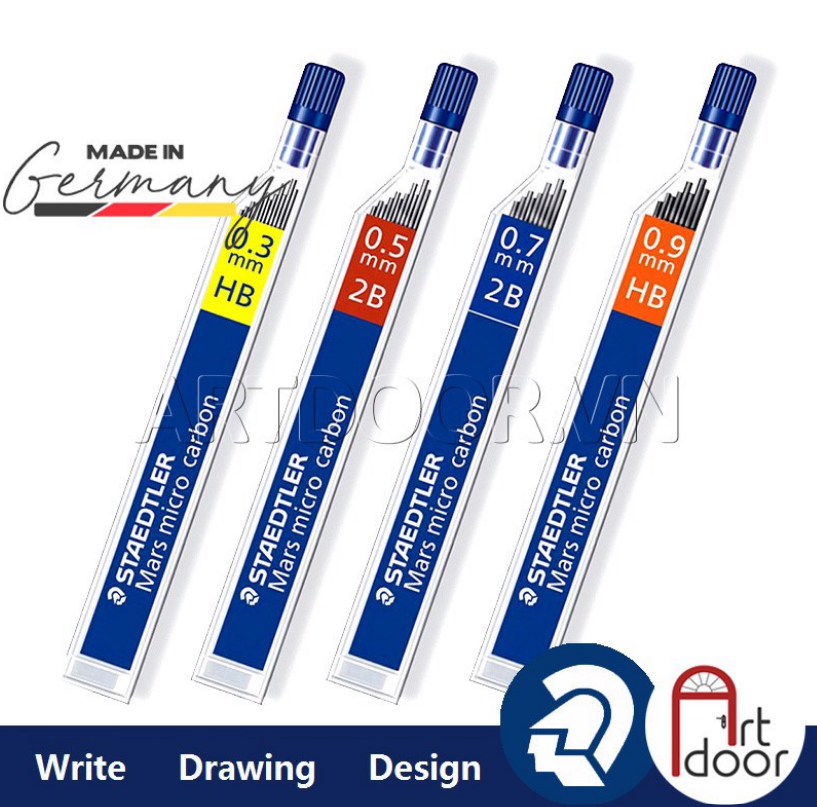 MADE IN
Germany
0.3
mm
HB
0.5
mm
2B
0.7
mm
2B
0.9
mm
HB
ARTDOOR.VN
STAEDTLER
Mars micro carbon
STAEDTLER
Mars micro carbon
STAEDTLER
Mars micro carbon
STAEDTLER
Mars micro carbon
Write Drawing Design
Art
door